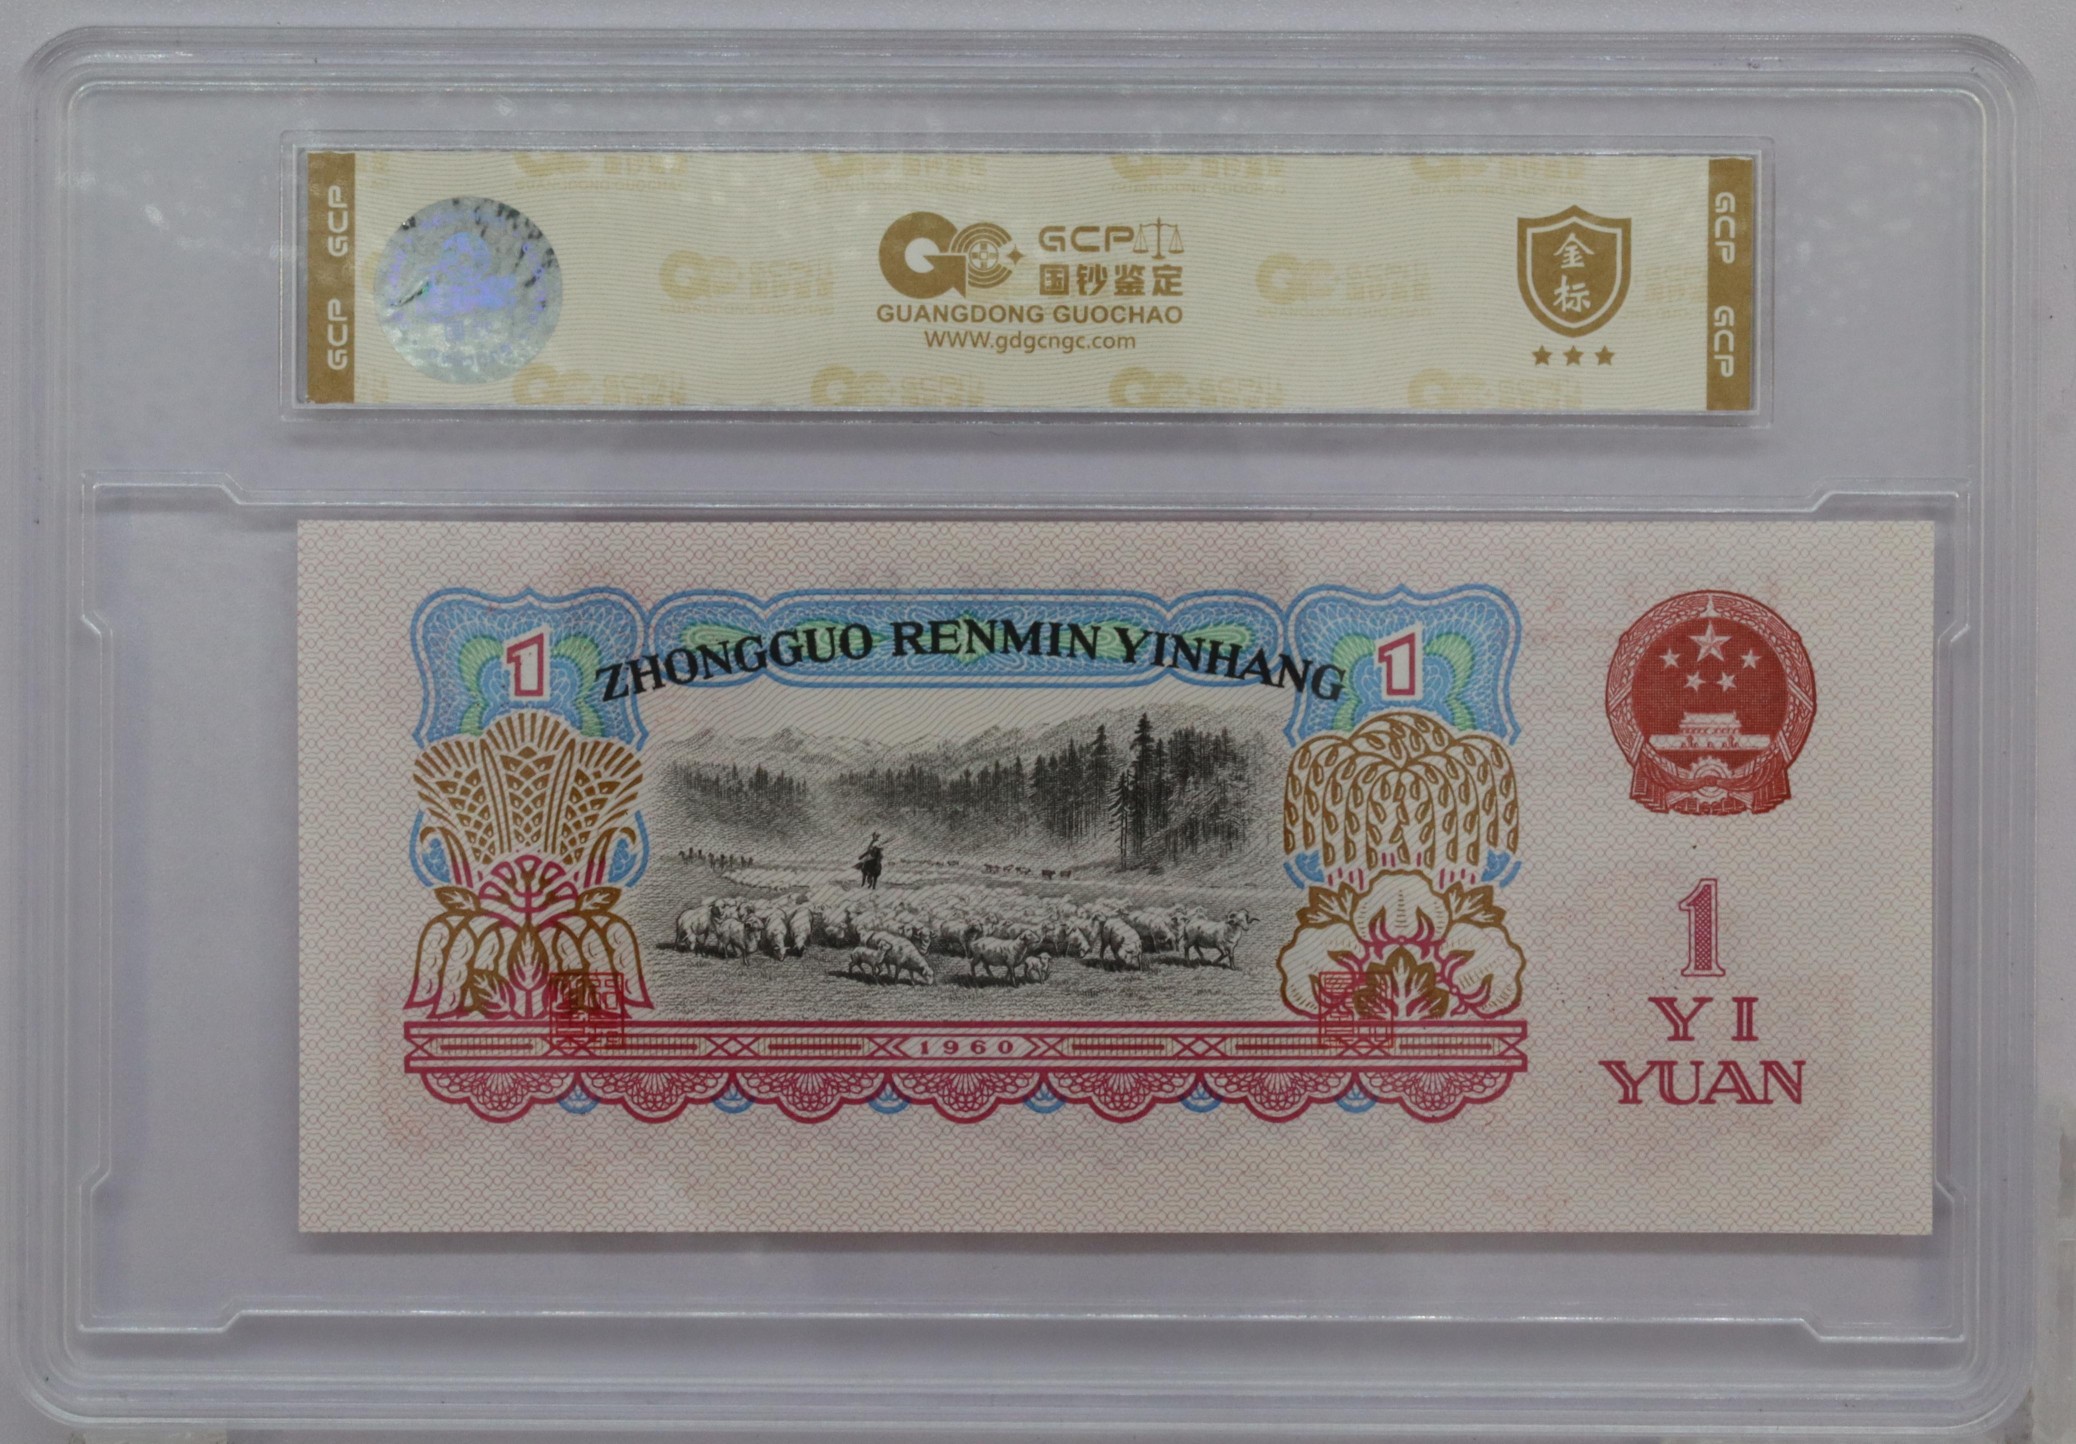 GCP
GCP
GCP
国钞鉴定
GUANGDONG GUOCHAO
WWW.gdgcngc.com
金标
GCP
GCP
1
ZHONGGUO RENMIN YINHANG
1
1960
1
YI
YUAN